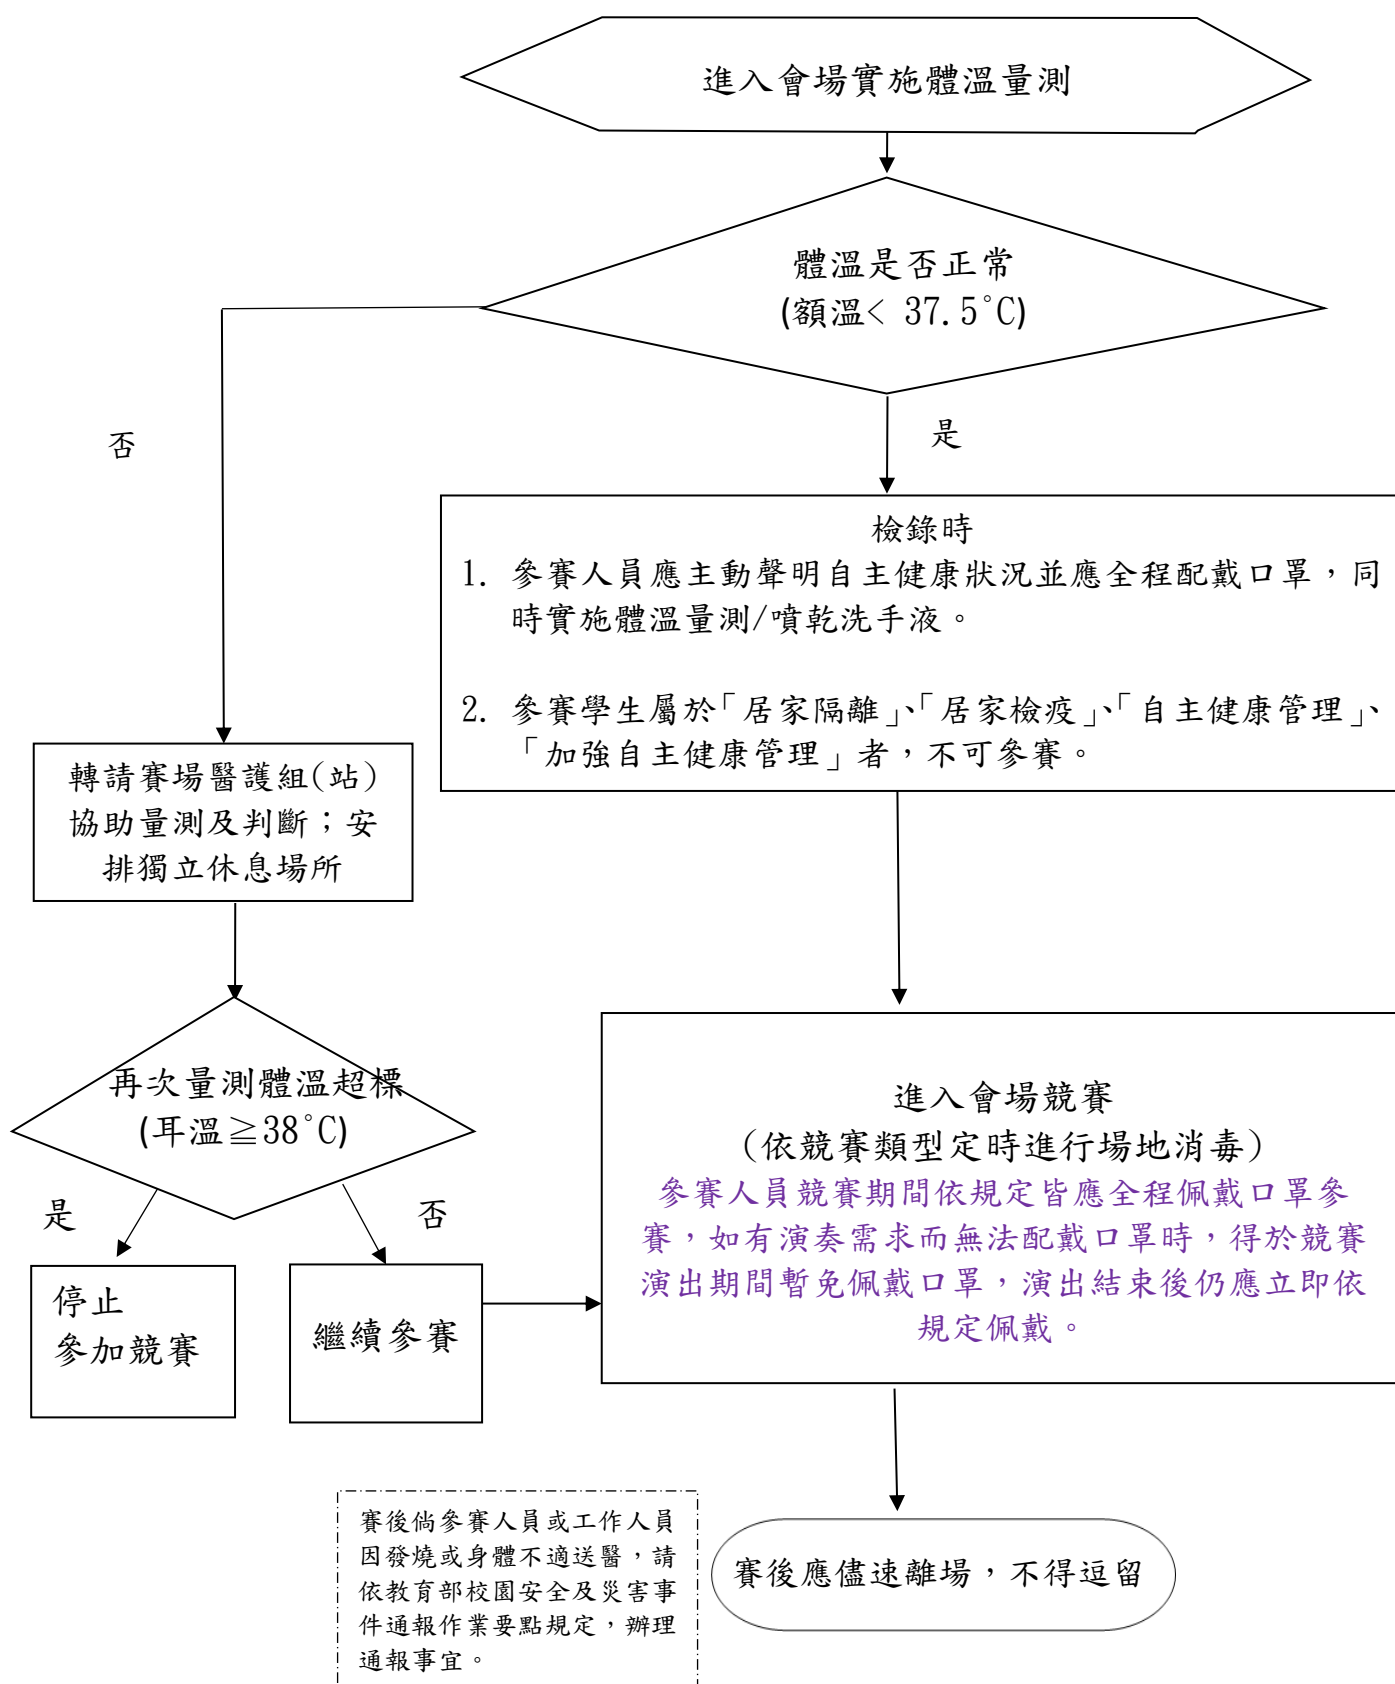 進入會場實施體溫量測
體溫是否正常
(額溫< 37.5°C)
否
是
檢錄時
1. 參賽人員應主動聲明自主健康狀況並應全程配戴口罩，同
時實施體溫量測/噴乾洗手液。
2. 參賽學生屬於「居家隔離」、「居家檢疫」、「自主健康管理」、
「加強自主健康管理」者，不可參賽。
轉請賽場醫護組(站)
協助量測及判斷；安
排獨立休息場所
再次量測體溫超標
(耳溫≧38°C)
是
否
停止
參加競賽
繼續參賽
進入會場競賽
(依競賽類型定時進行場地消毒)
參賽人員競賽期間依規定皆應全程佩戴口罩參
賽，如有演奏需求而無法配戴口罩時，得於競賽
演出期間暫免佩戴口罩，演出結束後仍應立即依
規定佩戴。
賽後倘參賽人員或工作人員
因發燒或身體不適送醫，請
依教育部校園安全及災害事
件通報作業要點規定，辦理
通報事宜。
賽後應儘速離場，不得逗留